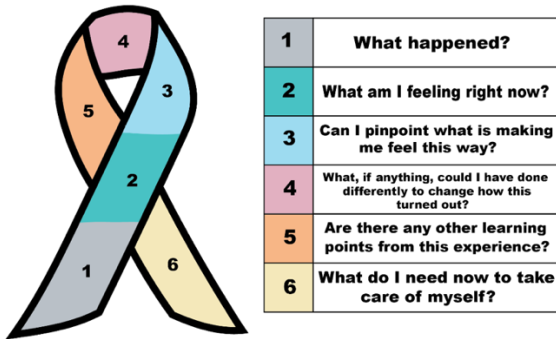 4
3
5
2
1
6
1 What happened?
2 What am I feeling right now?
3 Can I pinpoint what is making
me feel this way?
4 What, if anything, could I have done
differently to change how this
turned out?
5 Are there any other learning
points from this experience?
6 What do I need now to take
care of myself?